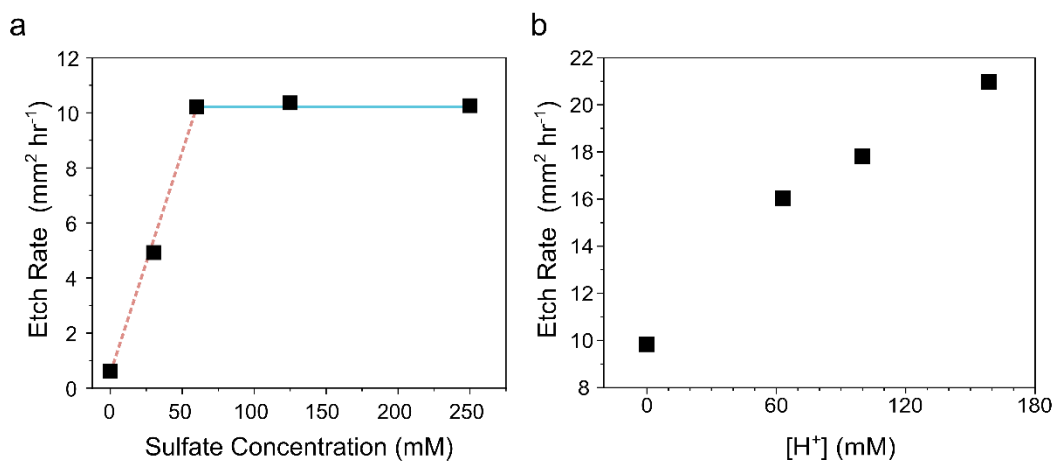 a
12
10
8
6
4
2
0
Etch Rate (mm² hr⁻¹)
0 50 100 150 200 250
Sulfate Concentration (mM)
b
22
20
18
16
14
12
10
8
Etch Rate (mm² hr⁻¹)
0 60 120 180
[H⁺] (mM)